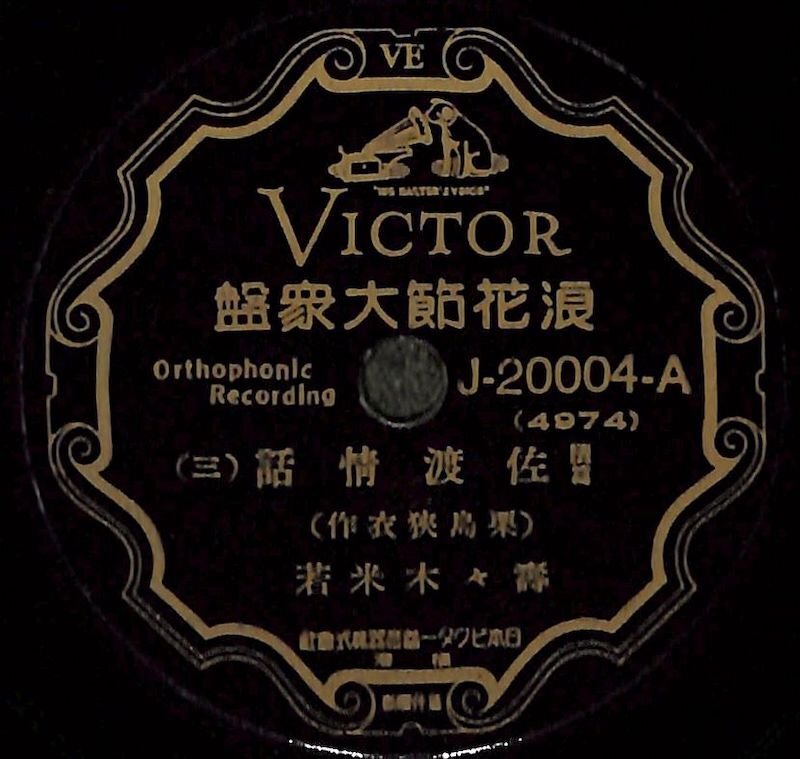 VE
"HIS MASTER'S VOICE"
VICTOR
浪花節大衆盤
Orthophonic
Recording
J-20004-A
(4974)
佐渡情話(三)
(栗島狹衣作)
壽々木米若
日本ビクター蓄音器株式會社